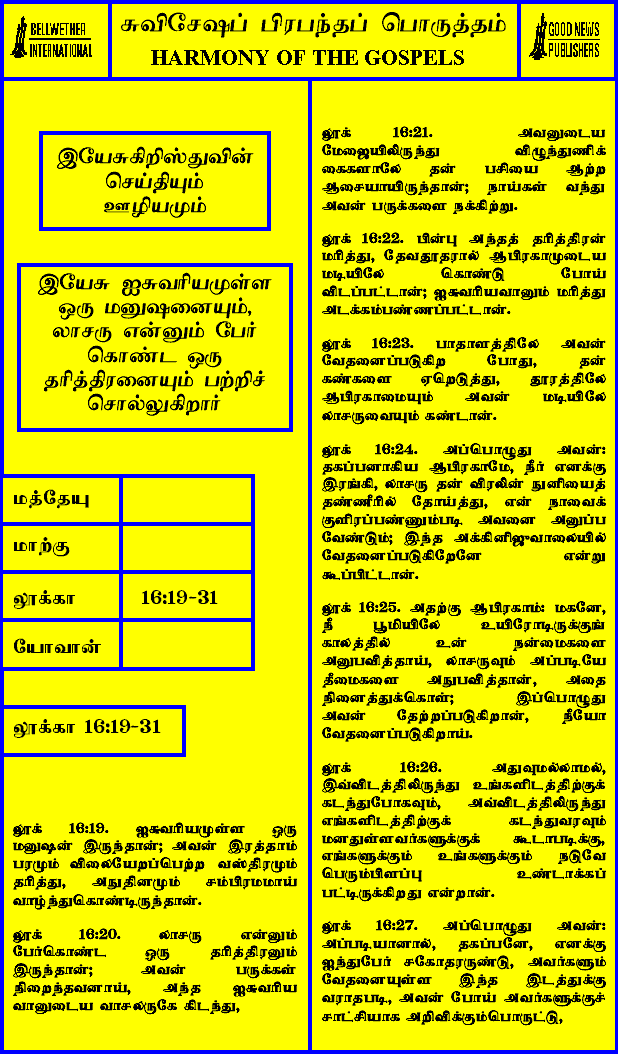 BELLWETHER
INTERNATIONAL
சுவிசேஷப் பிரபந்தப் பொருத்தம்
HARMONY OF THE GOSPELS
GOOD NEWS
PUBLISHERS
இயேசுகிறிஸ்துவின்
செய்தியும்
ஊழியமும்
இயேசு ஐசுவரியமுள்ள
ஒரு மனுஷனையும்,
லாசரு என்னும் பேர்
கொண்ட ஒரு
தரித்திரனையும் பற்றிச்
சொல்லுகிறார்
மத்தேயு
மாற்கு
லூக்கா 16:19-31
யோவான்
லூக்கா 16:19-31
லூக் 16:19. ஐசுவரியமுள்ள ஒரு
மனுஷன் இருந்தான்; அவன் இரத்தாம்
பரமும் விலையேறப்பெற்ற வஸ்திரமும்
தரித்து, அநுதினமும் சம்பிரமமாய்
வாழ்ந்துகொண்டிருந்தான்.
லூக் 16:20. லாசரு என்னும்
பேர்கொண்ட ஒரு தரித்திரனும்
இருந்தான்; அவன் பருக்கள்
நிறைந்தவனாய், அந்த ஐசுவரிய
வானுடைய வாசலருகே கிடந்து,
லூக் 16:21. அவனுடைய
மேஜையிலிருந்து விழுந்துணிக்
கைகளாலே தன் பசியை ஆற்ற
ஆசையாயிருந்தான்; நாய்கள் வந்து
அவன் பருக்களை நக்கிற்று.
லூக் 16:22. பின்பு அந்தத் தரித்திரன்
மரித்து, தேவதூதரால் ஆபிரகாமுடைய
மடியிலே கொண்டு போய்
விடப்பட்டான்; ஐசுவரியவானும் மரித்து
அடக்கம்பண்ணப்பட்டான்.
லூக் 16:23. பாதாளத்திலே அவன்
வேதனைப்படுகிற போது, தன்
கண்களை ஏறெடுத்து, தூரத்திலே
ஆபிரகாமையும் அவன் மடியிலே
லாசருவையும் கண்டான்.
லூக் 16:24. அப்பொழுது அவன்:
தகப்பனாகிய ஆபிரகாமே, நீர் எனக்கு
இரங்கி, லாசரு தன் விரலின் நுனியைத்
தண்ணீரில் தோய்த்து, என் நாவைக்
குளிரப்பண்ணும்படி அவனை அனுப்ப
வேண்டும்; இந்த அக்கினிஜுவாலையில்
வேதனைப்படுகிறேனே என்று
கூப்பிட்டான்.
லூக் 16:25. அதற்கு ஆபிரகாம்: மகனே,
நீ பூமியிலே உயிரோடிருக்குங்
காலத்தில் உன் நன்மைகளை
அனுபவித்தாய், லாசருவும் அப்படியே
தீமைகளை அநுபவித்தான், அதை
நினைத்துக்கொள்; இப்பொழுது
அவன் தேற்றப்படுகிறான், நீயோ
வேதனைப்படுகிறாய்.
லூக் 16:26. அதுவுமல்லாமல்,
இவ்விடத்திலிருந்து உங்களிடத்திற்குக்
கடந்துபோகவும், அவ்விடத்திலிருந்து
எங்களிடத்திற்குக் கடந்துவரவும்
மனதுள்ளவர்களுக்குக் கூடாதபடிக்கு,
எங்களுக்கும் உங்களுக்கும் நடுவே
பெரும்பிளப்பு உண்டாக்கப்
பட்டிருக்கிறது என்றான்.
லூக் 16:27. அப்பொழுது அவன்:
அப்படியானால், தகப்பனே, எனக்கு
ஐந்துபேர் சகோதரருண்டு, அவர்களும்
வேதனையுள்ள இந்த இடத்துக்கு
வராதபடி, அவன் போய் அவர்களுக்குச்
சாட்சியாக அறிவிக்கும்பொருட்டு,